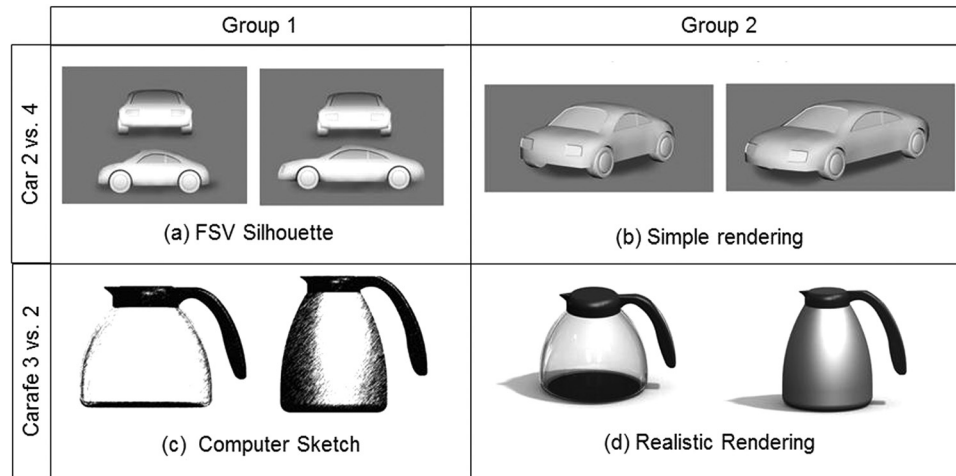 Group 1
Group 2
Car 2 vs. 4
(a) FSV Silhouette
(b) Simple rendering
Carafe 3 vs. 2
(c) Computer Sketch
(d) Realistic Rendering